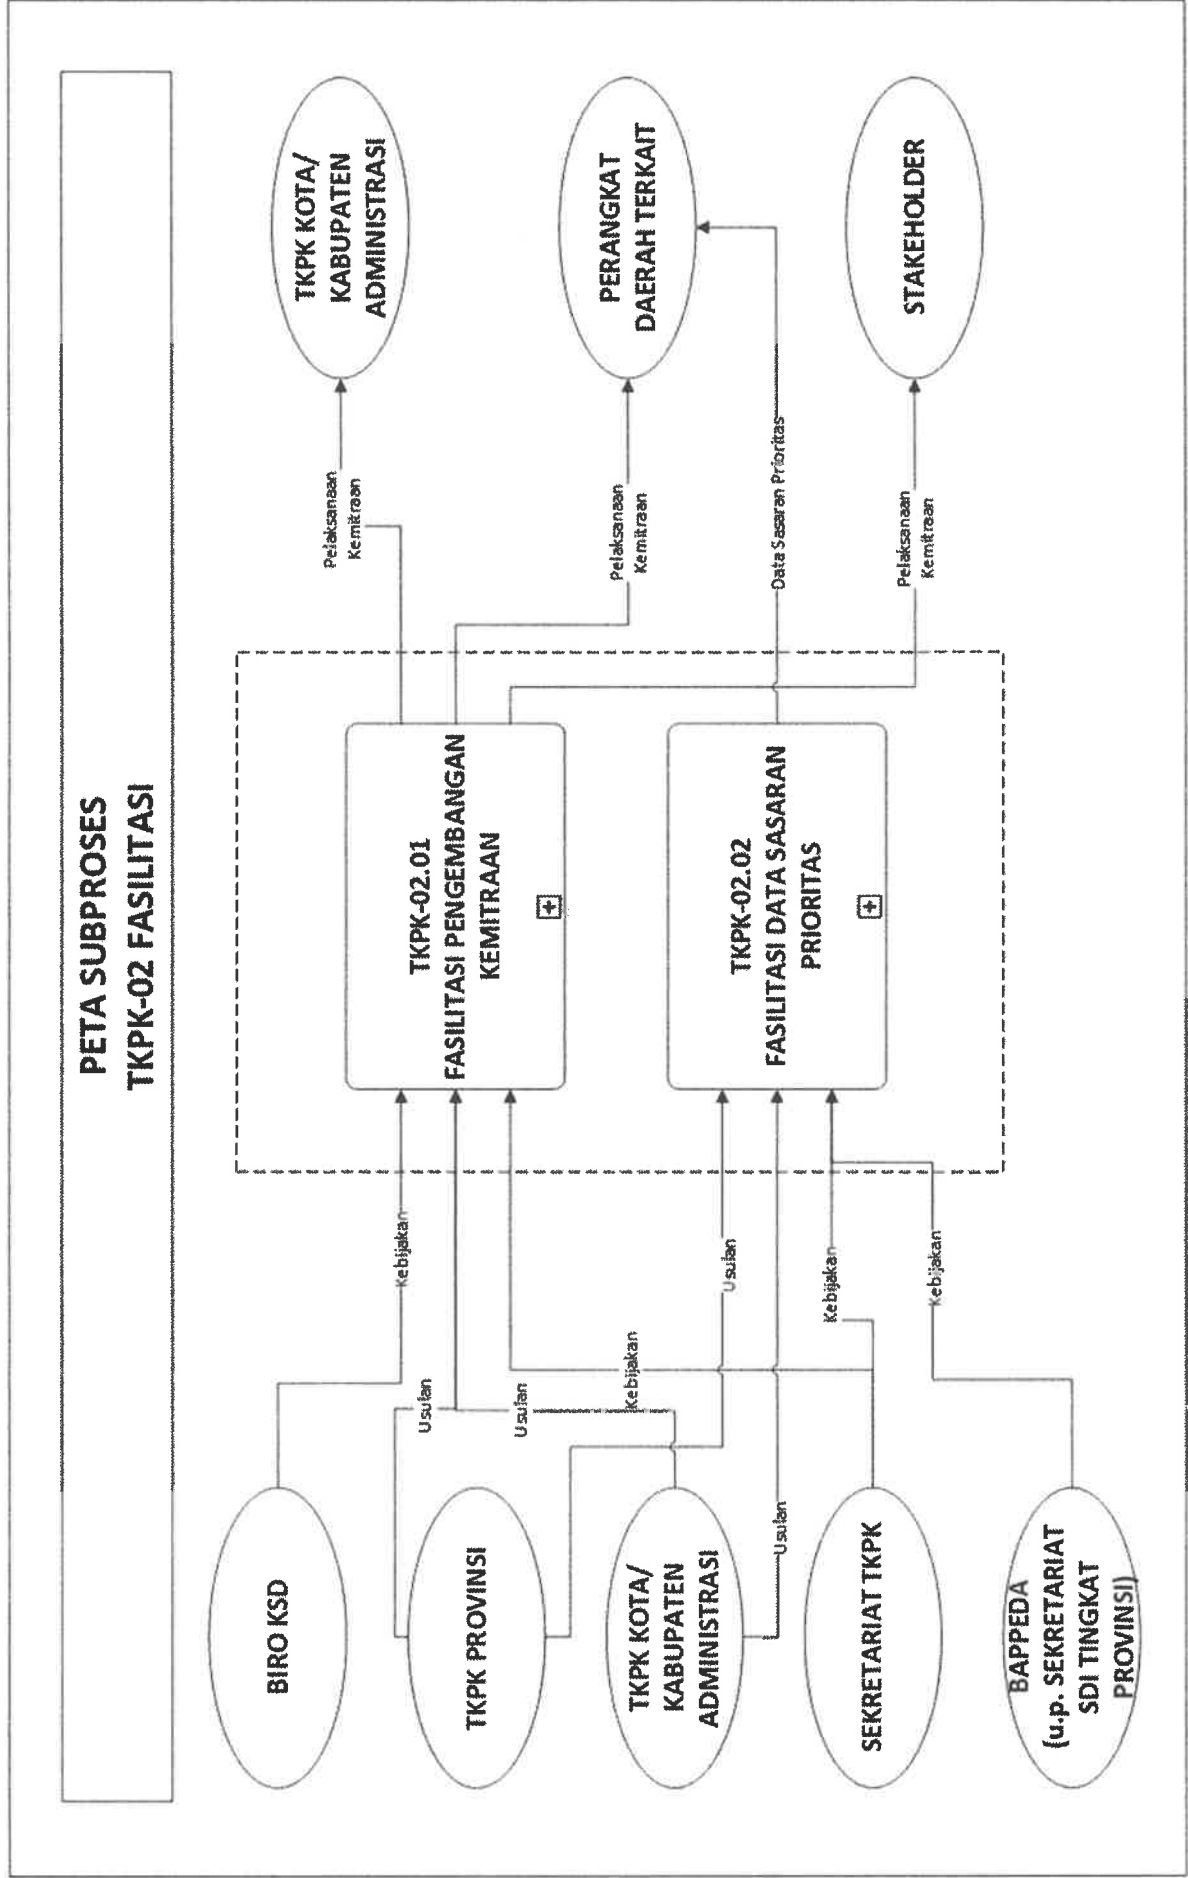 PETA SUBPROSES
TKPK-02 FASILITASI
BIRO KSD
TKPK PROVINSI
TKPK KOTA/
KABUPATEN
ADMINISTRASI
SEKRETARIAT TKPK
BAPPEDA
(u.p. SEKRETARIAT
SDI TINGKAT
PROVINSI)
Kebijakan
Usulan
Usulan
Kebijakan
Usulan
Usulan
Kebijakan
Kebijakan
TKPK-02.01
FASILITASI PENGEMBANGAN
KEMITRAAN
+
TKPK-02.02
FASILITASI DATA SASARAN
PRIORITAS
+
Pelaksanaan
Kemitraan
Pelaksanaan
Kemitraan
Data Sasaran Prioritas
Pelaksanaan
Kemitraan
TKPK KOTA/
KABUPATEN
ADMINISTRASI
PERANGKAT
DAERAH TERKAIT
STAKEHOLDER